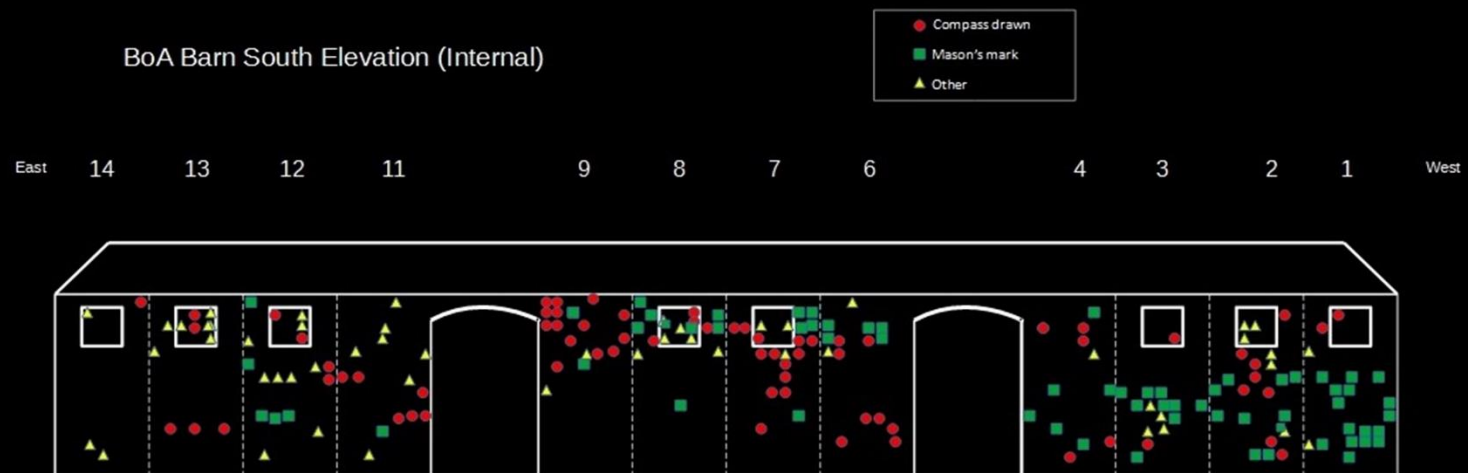 Compass drawn
BoA Barn South Elevation (Internal)
Mason's mark
Other
East 14 13 12 11 9 8 7 6 4 3 2 1 West